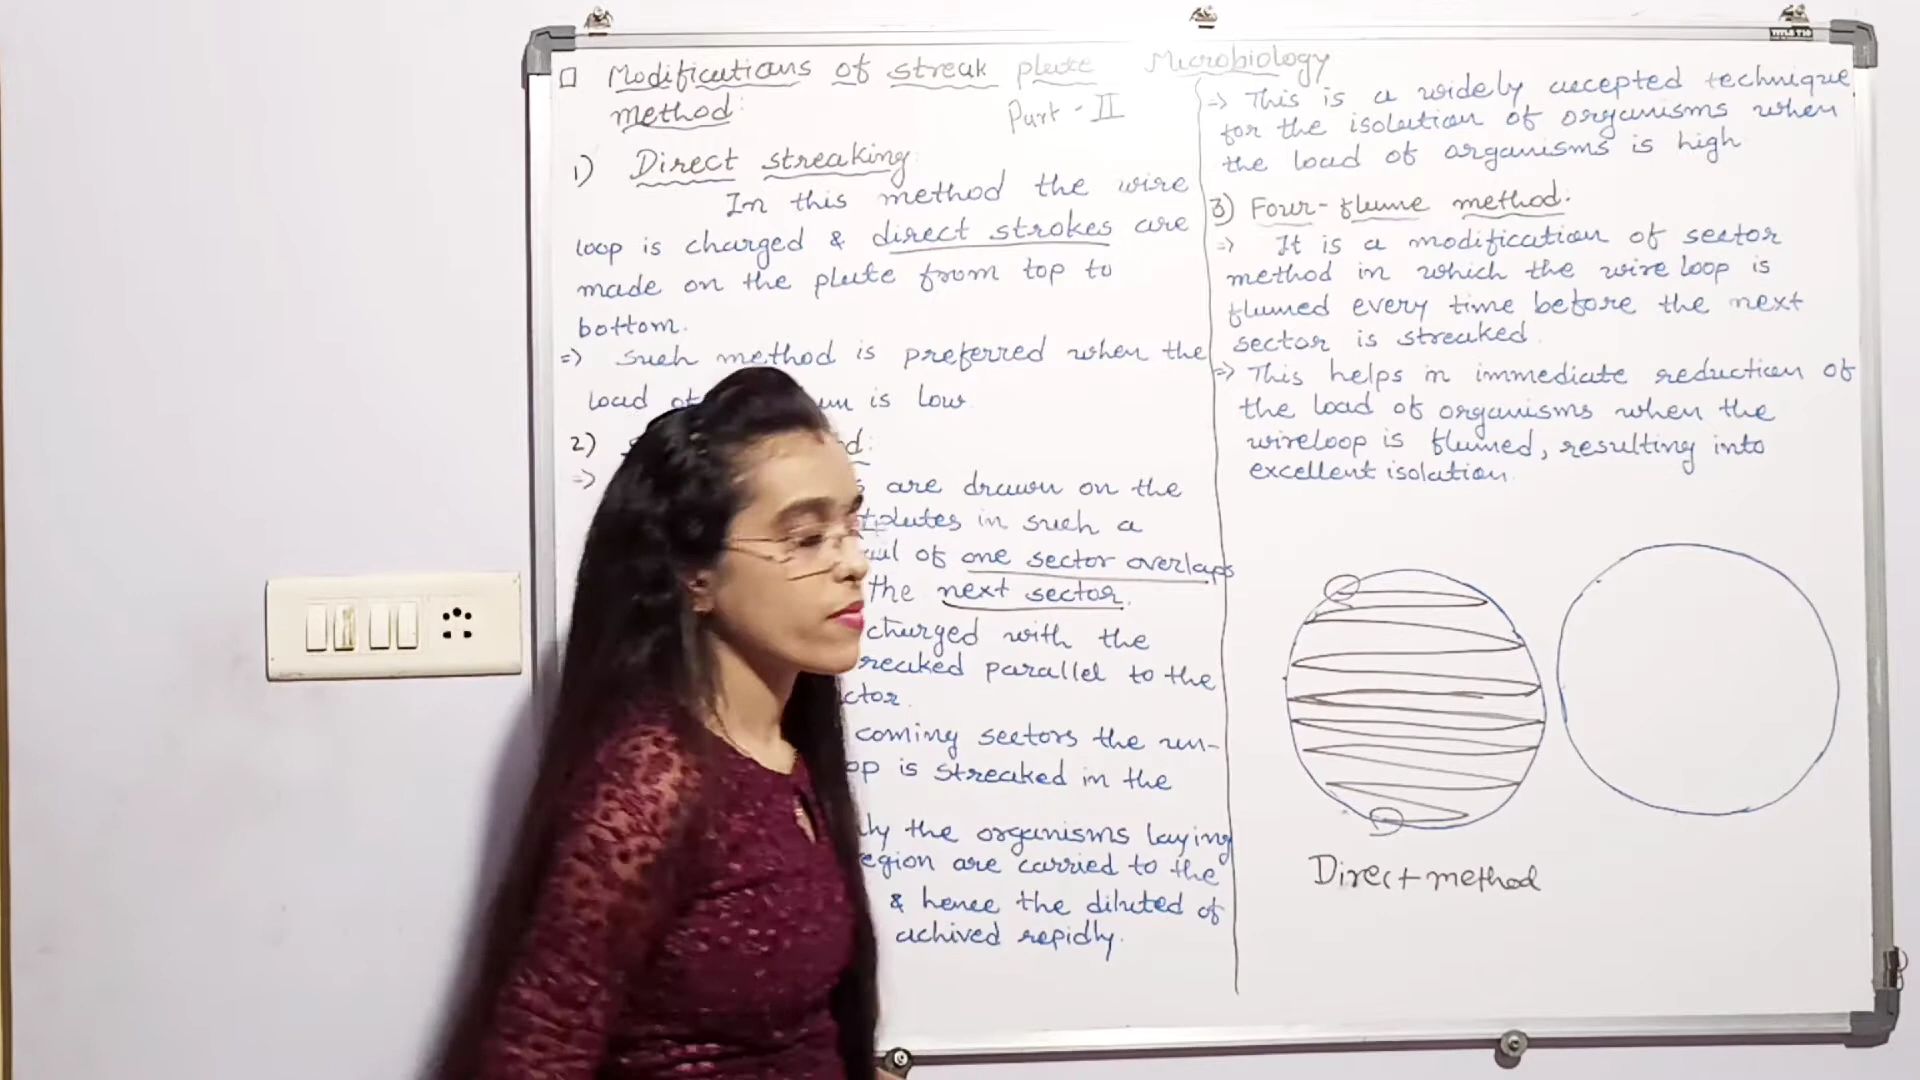 Modifications of streak plate
method:
Microbiology
Part - II
1) Direct streaking
In this method the wire
loop is charged & direct strokes are
made on the plate from top to
bottom.
=> such method is preferred when the
load of is low
2) :
=> are drawn on the
plates in such a
of one sector overlaps
the next sector.
charged with the
parallel to the
coming sectors the un-
is streaked in the
the organisms laying
are carried to the
& hence the diluted of
achived repidly.
=> This is a widely accepted technique
for the isolation of organisms when
the load of organisms is high
3) Four-flame method:
=> It is a modification of sector
method in which the wire loop is
flamed every time before the next
sector is streaked.
=> This helps in immediate reduction of
the load of organisms when the
wireloop is flamed, resulting into
excellent isolation.
Direct method